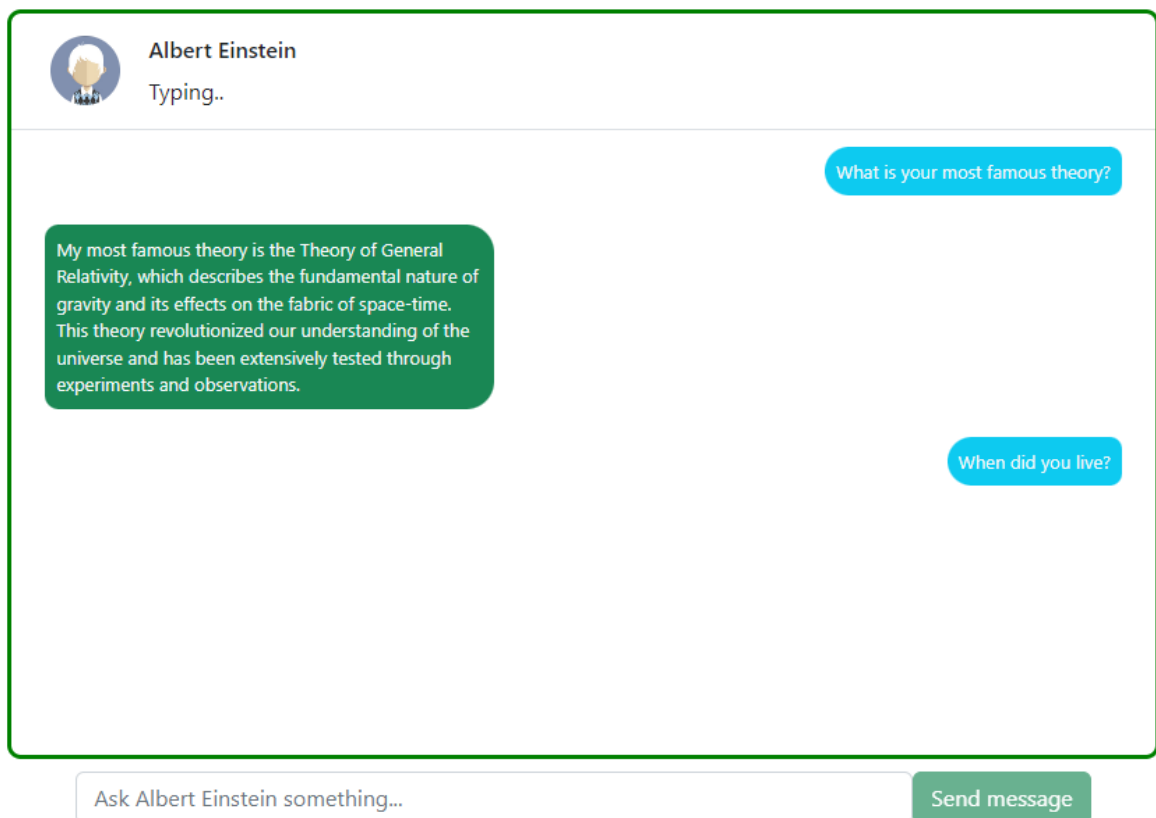 Albert Einstein
Typing..
What is your most famous theory?
My most famous theory is the Theory of General
Relativity, which describes the fundamental nature of
gravity and its effects on the fabric of space-time.
This theory revolutionized our understanding of the
universe and has been extensively tested through
experiments and observations.
When did you live?
Ask Albert Einstein something...
Send message